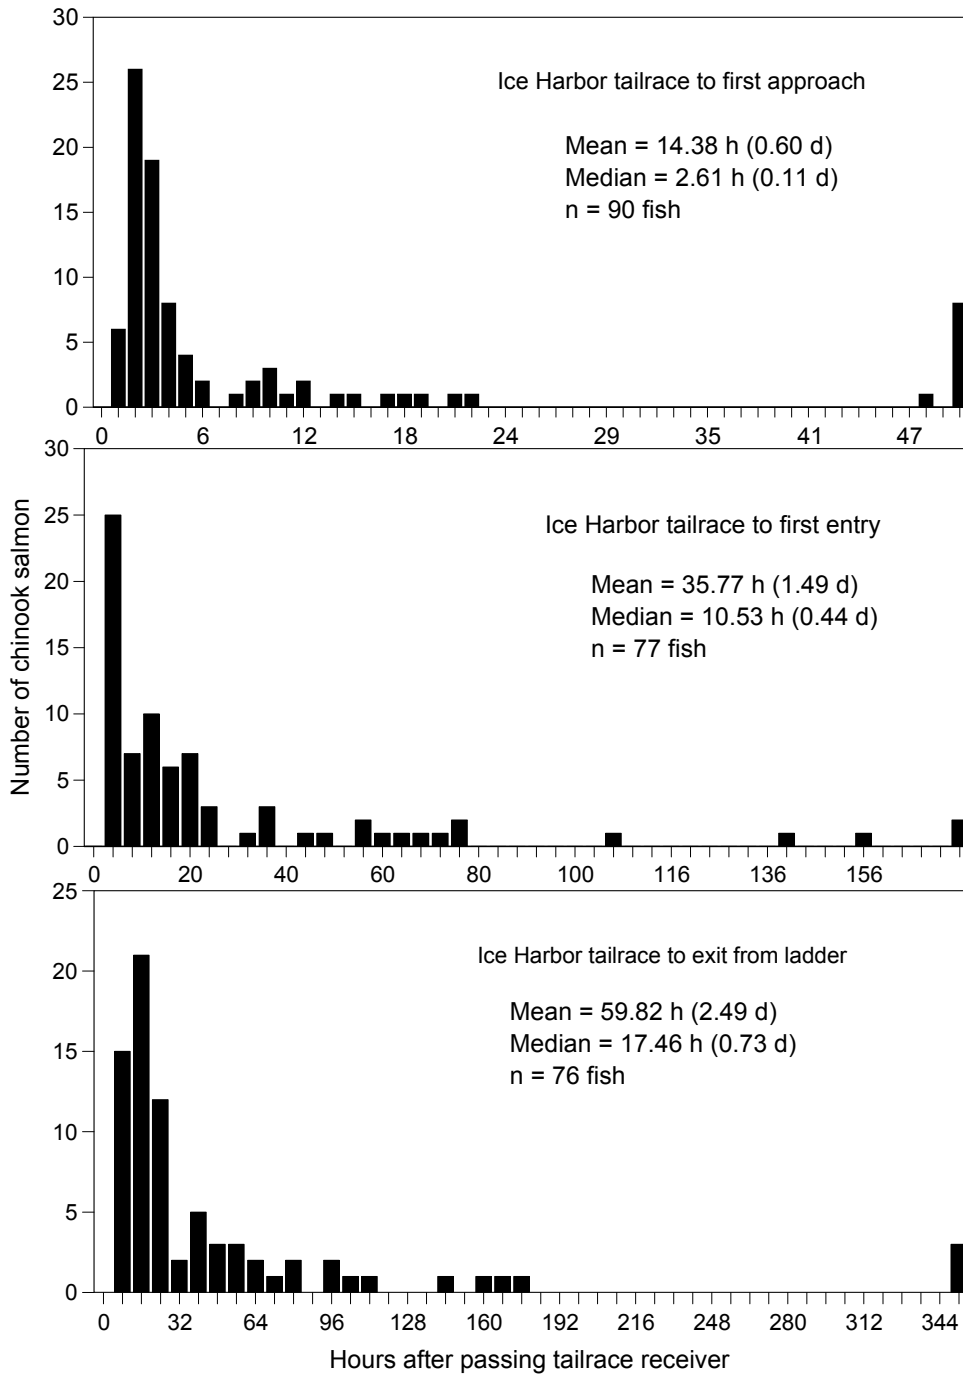 30
25
20
15
10
5
0
Ice Harbor tailrace to first approach
Mean = 14.38 h (0.60 d)
Median = 2.61 h (0.11 d)
n = 90 fish
0 6 12 18 24 29 35 41 47
Number of chinook salmon
30
25
20
15
10
5
0
Ice Harbor tailrace to first entry
Mean = 35.77 h (1.49 d)
Median = 10.53 h (0.44 d)
n = 77 fish
0 20 40 60 80 100 116 136 156
25
20
15
10
5
0
Ice Harbor tailrace to exit from ladder
Mean = 59.82 h (2.49 d)
Median = 17.46 h (0.73 d)
n = 76 fish
0 32 64 96 128 160 192 216 248 280 312 344
Hours after passing tailrace receiver